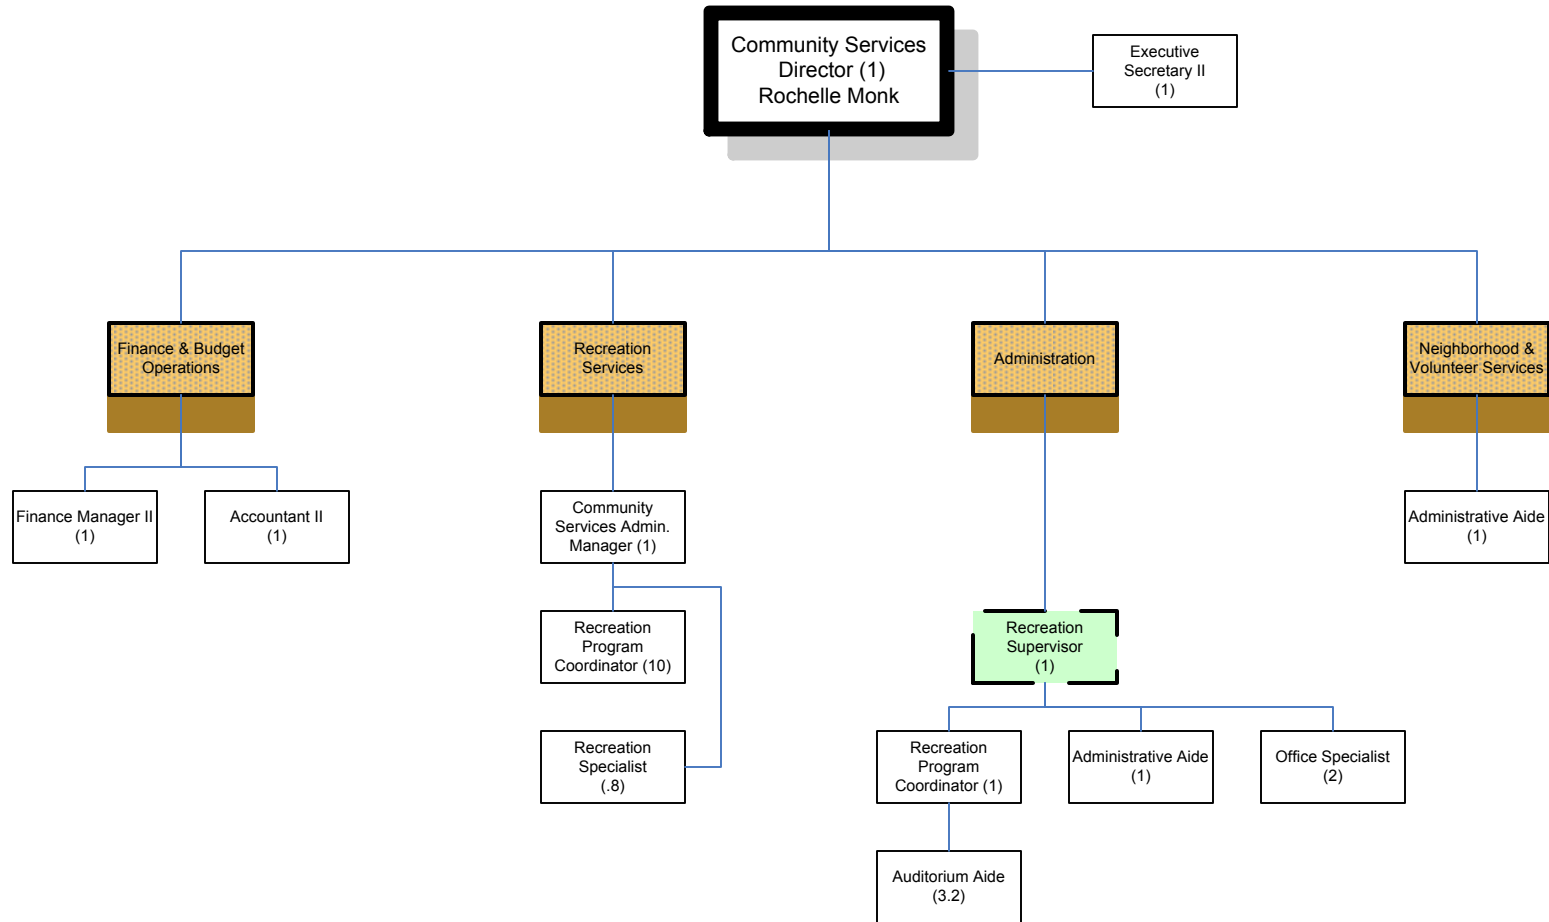 Community Services
Director (1)
Rochelle Monk
Executive
Secretary II
(1)
Finance & Budget
Operations
Recreation
Services
Administration
Neighborhood &
Volunteer Services
Finance Manager II
(1)
Accountant II
(1)
Community
Services Admin.
Manager (1)
Administrative Aide
(1)
Recreation
Program
Coordinator (10)
Recreation
Supervisor
(1)
Recreation
Specialist
(.8)
Recreation
Program
Coordinator (1)
Administrative Aide
(1)
Office Specialist
(2)
Auditorium Aide
(3.2)